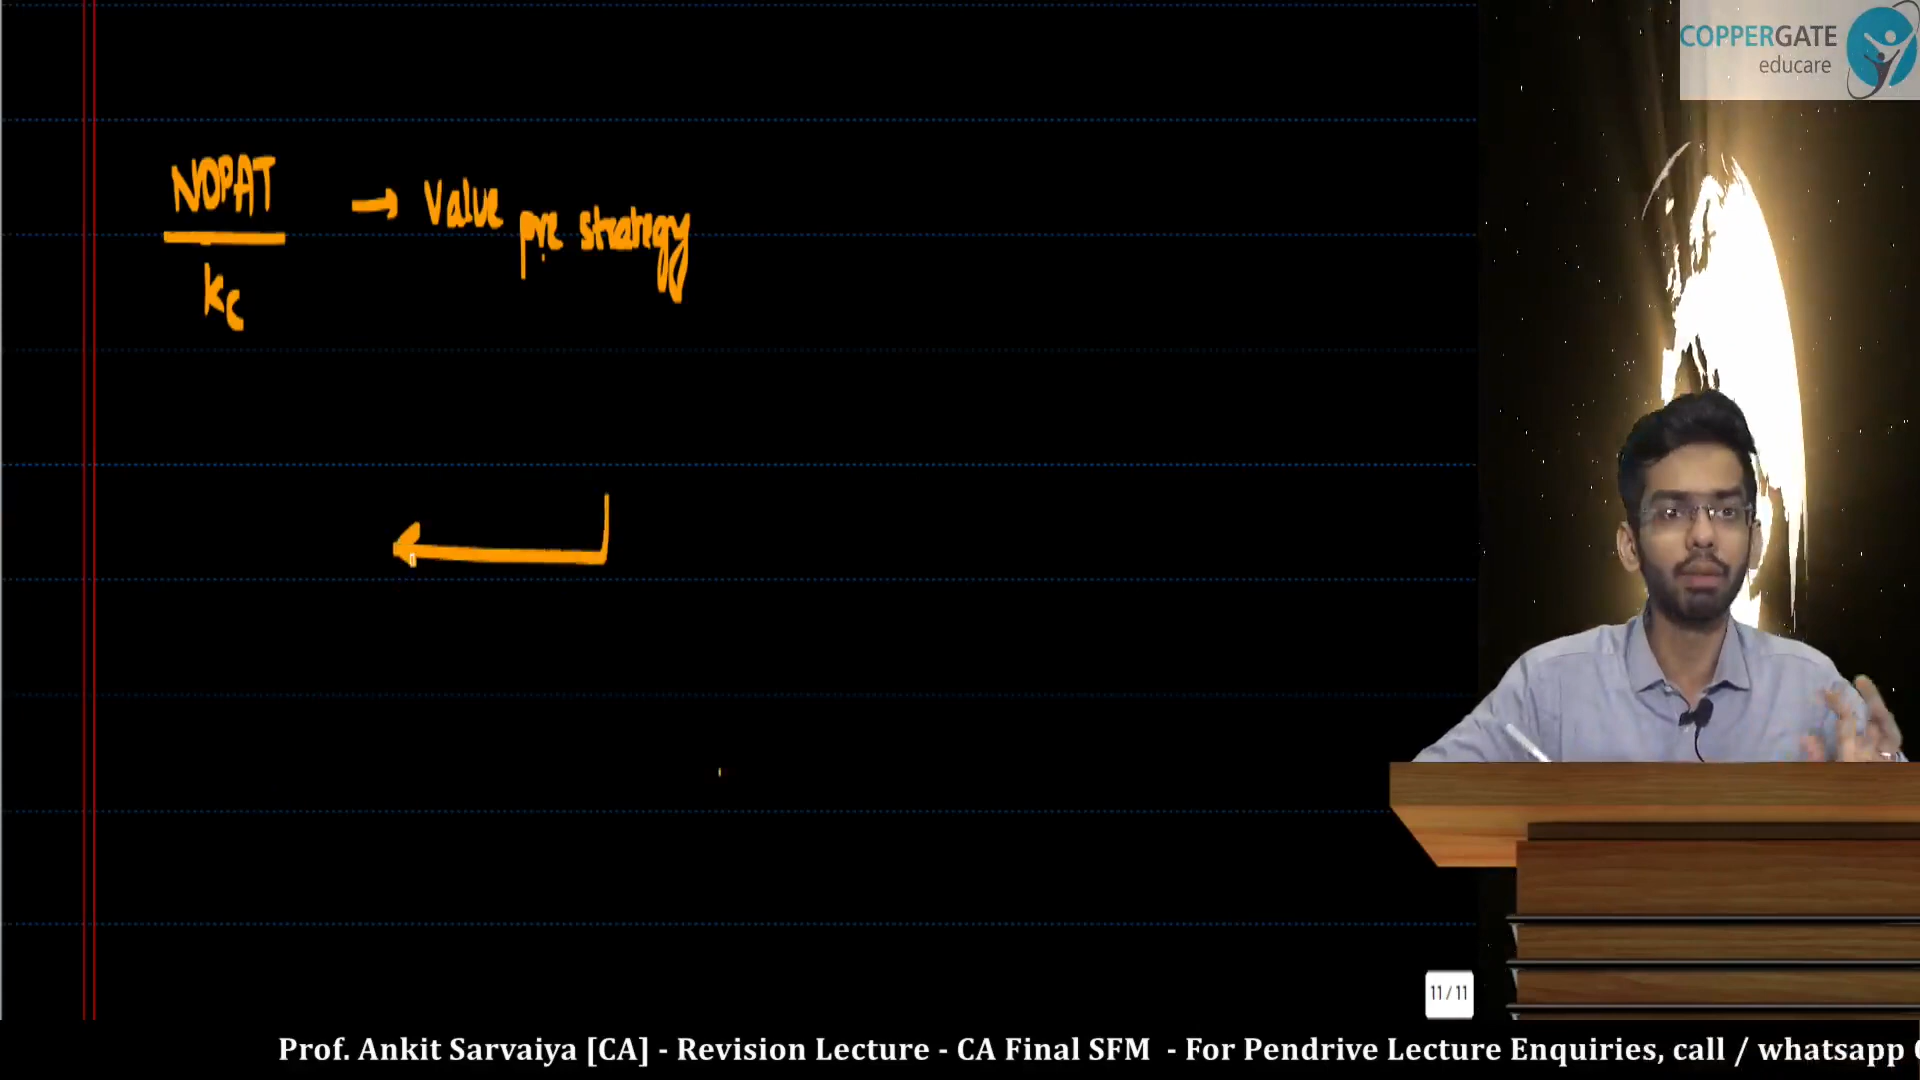 COPPERGATE
educare
NOPAT → Value pre strategy
kc
11/11
Prof. Ankit Sarvaiya [CA] - Revision Lecture - CA Final SFM - For Pendrive Lecture Enquiries, call / whatsapp